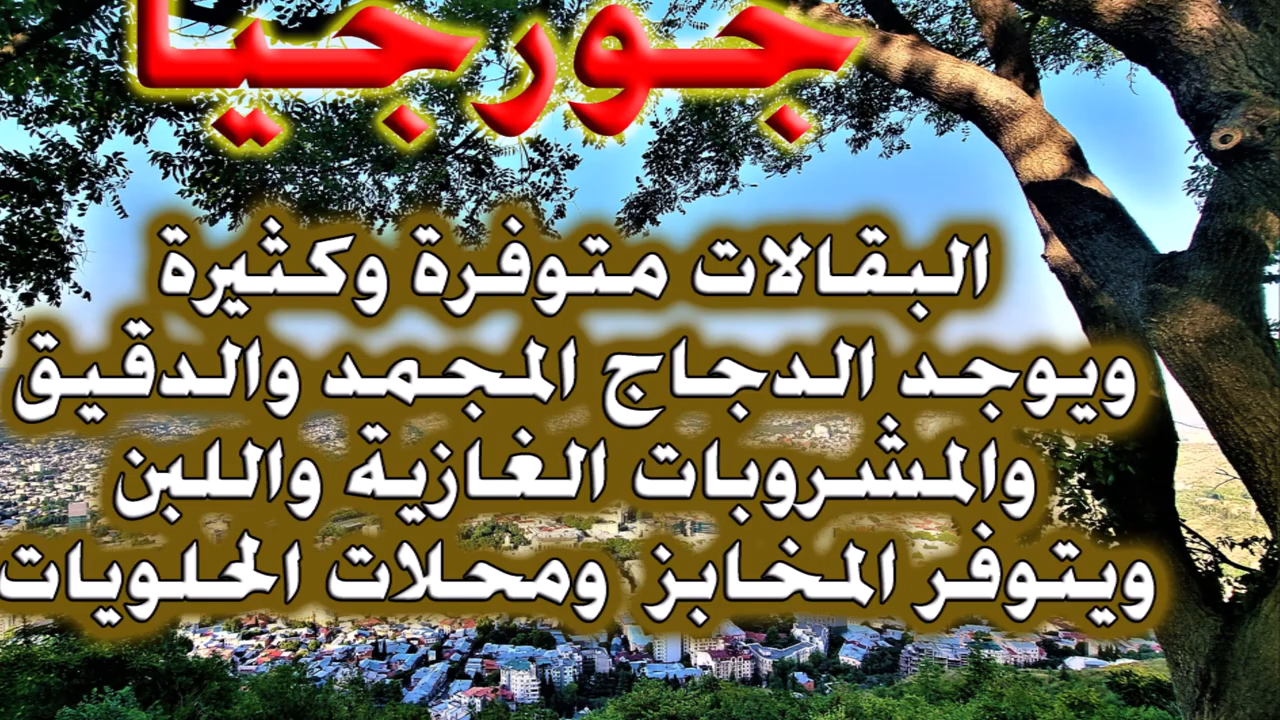 جورجيا
البقالات متوفرة وكثيرة
ويوجد الدجاج المجمد والدقيق
والمشروبات الغازية واللبن
ويتوفر المخابز ومحلات الحلويات